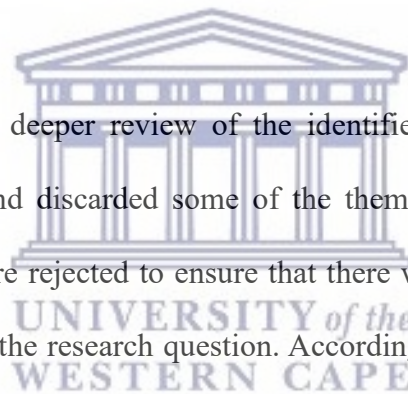 deeper review of the identifie
nd discarded some of the them
re rejected to ensure that there
UNIVERSITY of the
the research question. Accordin
WESTERN CAPE